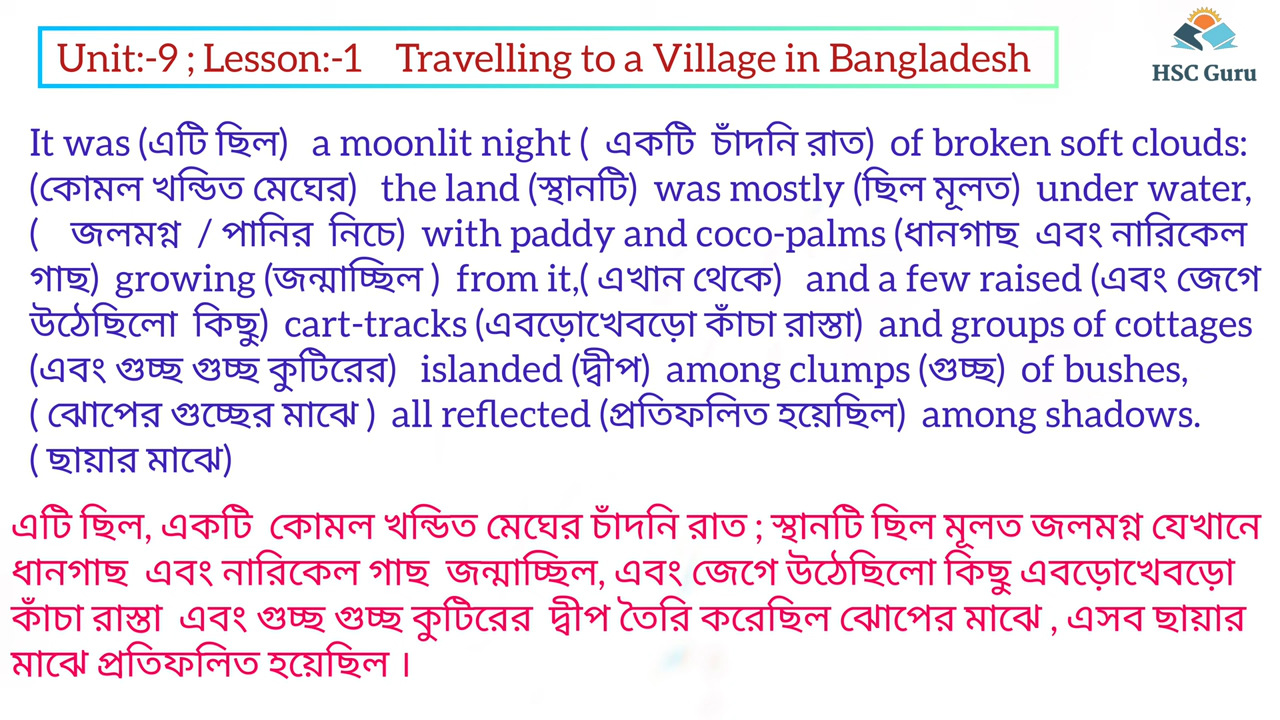 Unit:-9 ; Lesson:-1 Travelling to a Village in Bangladesh
HSC Guru
It was (এটি ছিল) a moonlit night ( একটি চাঁদনি রাত) of broken soft clouds:
(কোমল খন্ডিত মেঘের) the land (স্থানটি) was mostly (ছিল মূলত) under water,
( জলমগ্ন / পানির নিচে) with paddy and coco-palms (ধানগাছ এবং নারিকেল
গাছ) growing (জন্মাচ্ছিল ) from it,( এখান থেকে) and a few raised (এবং জেগে
উঠেছিলো কিছু) cart-tracks (এবড়োখেবড়ো কাঁচা রাস্তা) and groups of cottages
(এবং গুচ্ছ গুচ্ছ কুটিরের) islanded (দ্বীপ) among clumps (গুচ্ছ) of bushes,
( ঝোপের গুচ্ছের মাঝে ) all reflected (প্রতিফলিত হয়েছিল) among shadows.
( ছায়ার মাঝে)
এটি ছিল, একটি কোমল খন্ডিত মেঘের চাঁদনি রাত ; স্থানটি ছিল মূলত জলমগ্ন যেখানে
ধানগাছ এবং নারিকেল গাছ জন্মাচ্ছিল, এবং জেগে উঠেছিলো কিছু এবড়োখেবড়ো
কাঁচা রাস্তা এবং গুচ্ছ গুচ্ছ কুটিরের দ্বীপ তৈরি করেছিল ঝোপের মাঝে , এসব ছায়ার
মাঝে প্রতিফলিত হয়েছিল ।